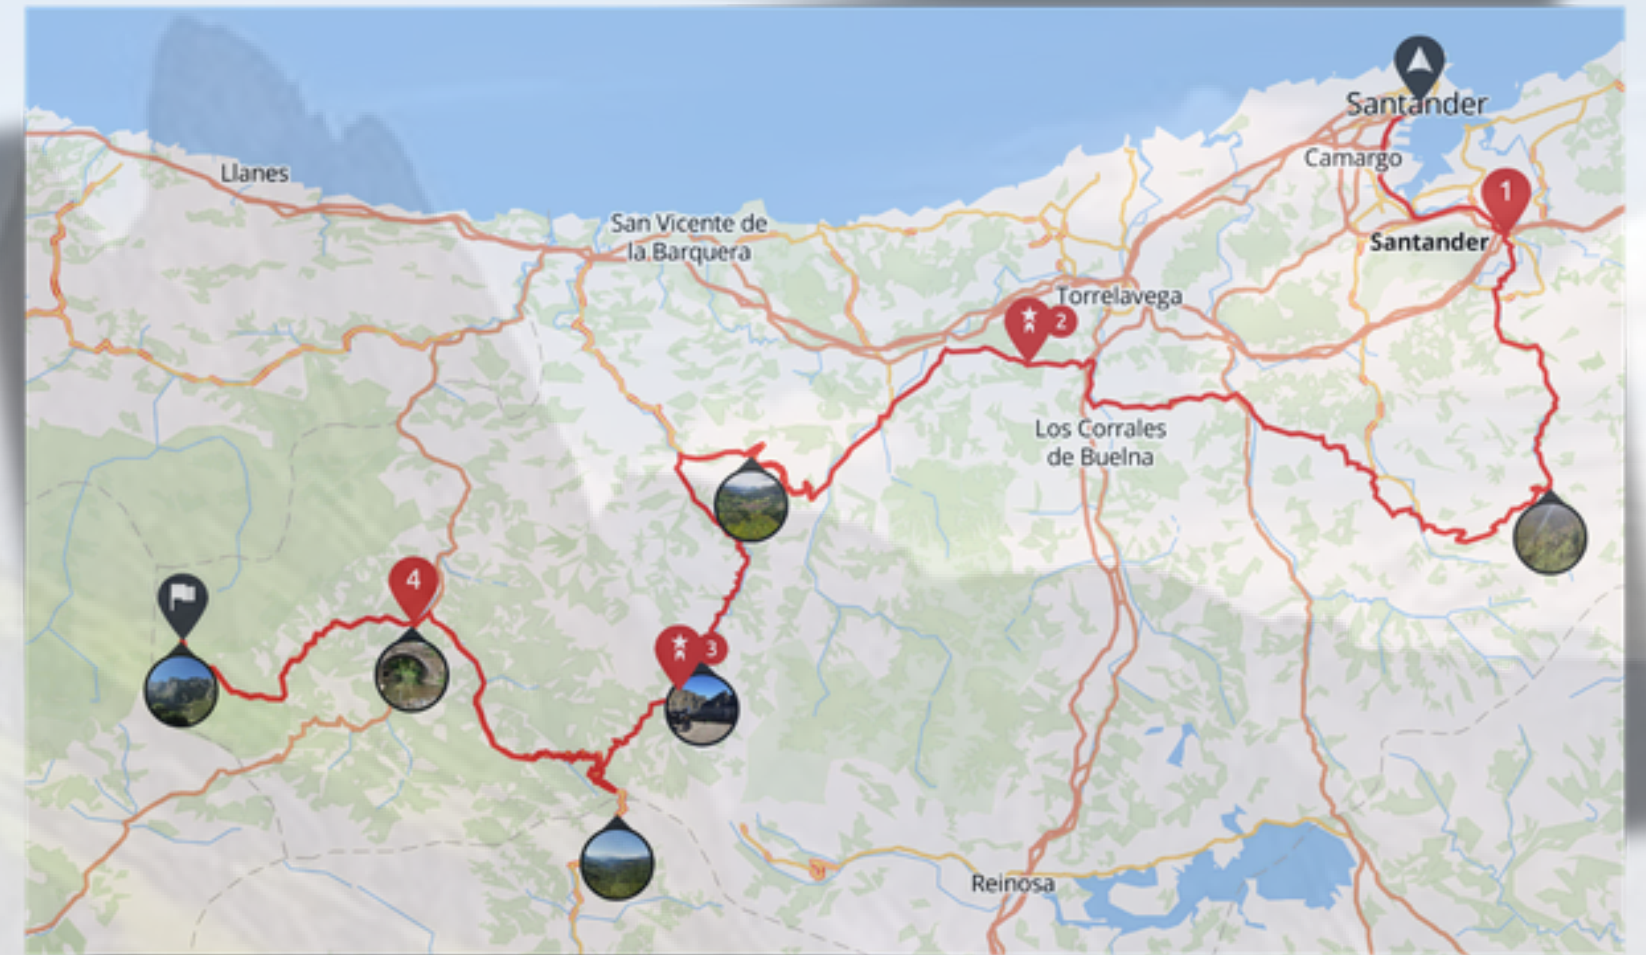 Santander
Camargo
Llanes
1
San Vicente de
la Barquera
Santander
Torrelavega
2
Los Corrales
de Buelna
4
3
Reinosa